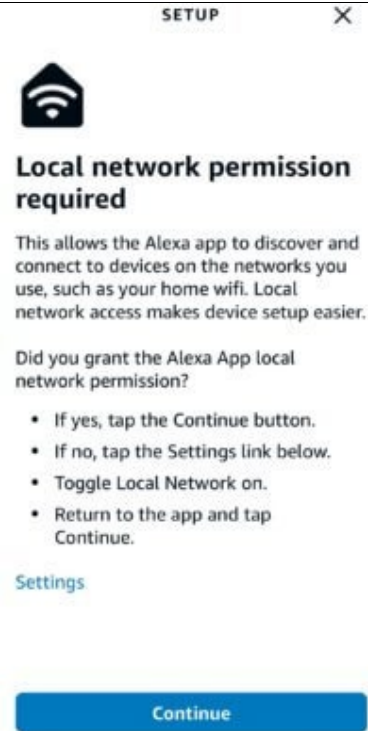 SETUP
Local network permission
required
This allows the Alexa app to discover and
connect to devices on the networks you
use, such as your home wifi. Local
network access makes device setup easier.
Did you grant the Alexa App local
network permission?
• If yes, tap the Continue button.
• If no, tap the Settings link below.
• Toggle Local Network on.
• Return to the app and tap
Continue.
Settings
Continue